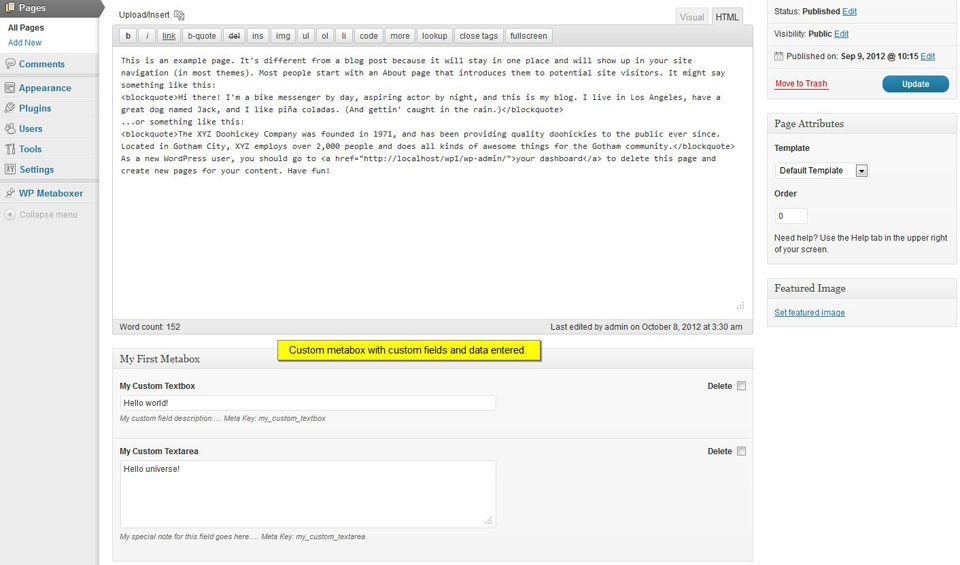 Pages
All Pages
Add New
Comments
Appearance
Plugins
Users
Tools
Settings
WP Metaboxer
Collapse menu
Upload/Insert
Visual HTML
b i link b-quote del ins img ul ol li code more lookup close tags fullscreen
This is an example page. It's different from a blog post because it will stay in one place and will show up in your site
navigation (in most themes). Most people start with an About page that introduces them to potential site visitors. It might say
something like this:
<blockquote>Hi there! I'm a bike messenger by day, aspiring actor by night, and this is my blog. I live in Los Angeles, have a
great dog named Jack, and I like piña coladas. (And gettin' caught in the rain.)</blockquote>
...or something like this:
<blockquote>The XYZ Doohickey Company was founded in 1971, and has been providing quality doohickies to the public ever since.
Located in Gotham City, XYZ employs over 2,000 people and does all kinds of awesome things for the Gotham community.</blockquote>
As a new WordPress user, you should go to <a href="http://localhost/wp1/wp-admin/">your dashboard</a> to delete this page and
create new pages for your content. Have fun!
Word count: 152 Last edited by admin on October 8, 2012 at 3:30 am
Custom metabox with custom fields and data entered.
My First Metabox
My Custom Textbox Delete
Hello world!
My custom field description..... Meta Key: my_custom_textbox
My Custom Textarea Delete
Hello universe!
My special note for this field goes here..... Meta Key: my_custom_textarea
Status: Published Edit
Visibility: Public Edit
Published on: Sep 9, 2012 @ 10:15 Edit
Move to Trash Update
Page Attributes
Template
Default Template
Order
0
Need help? Use the Help tab in the upper right
of your screen.
Featured Image
Set featured image